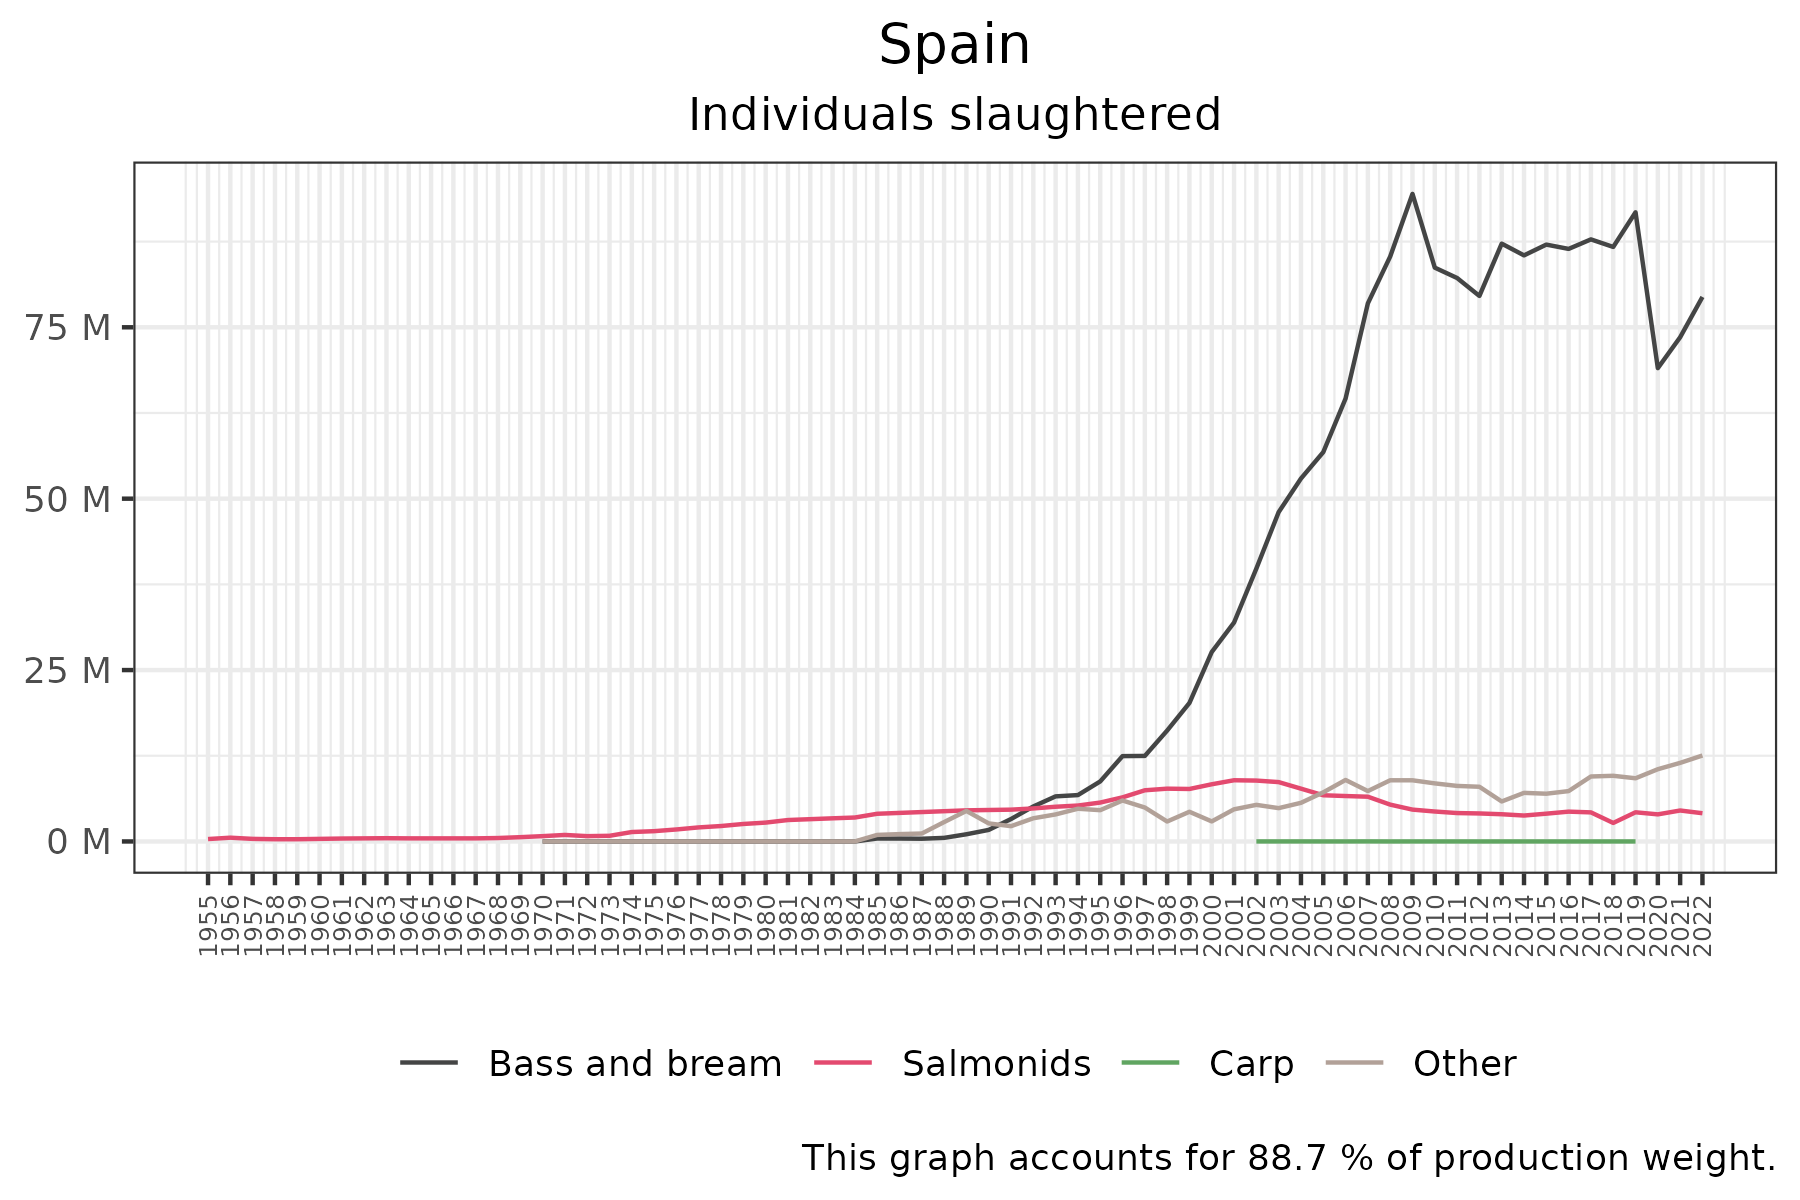 Spain
Individuals slaughtered
75 M
50 M
25 M
0 M
1955 1956 1957 1958 1959 1960 1961 1962 1963 1964 1965 1966 1967 1968 1969 1970 1971 1972 1973 1974 1975 1976 1977 1978 1979 1980 1981 1982 1983 1984 1985 1986 1987 1988 1989 1990 1991 1992 1993 1994 1995 1996 1997 1998 1999 2000 2001 2002 2003 2004 2005 2006 2007 2008 2009 2010 2011 2012 2013 2014 2015 2016 2017 2018 2019 2020 2021 2022
Bass and bream Salmonids Carp Other
This graph accounts for 88.7 % of production weight.